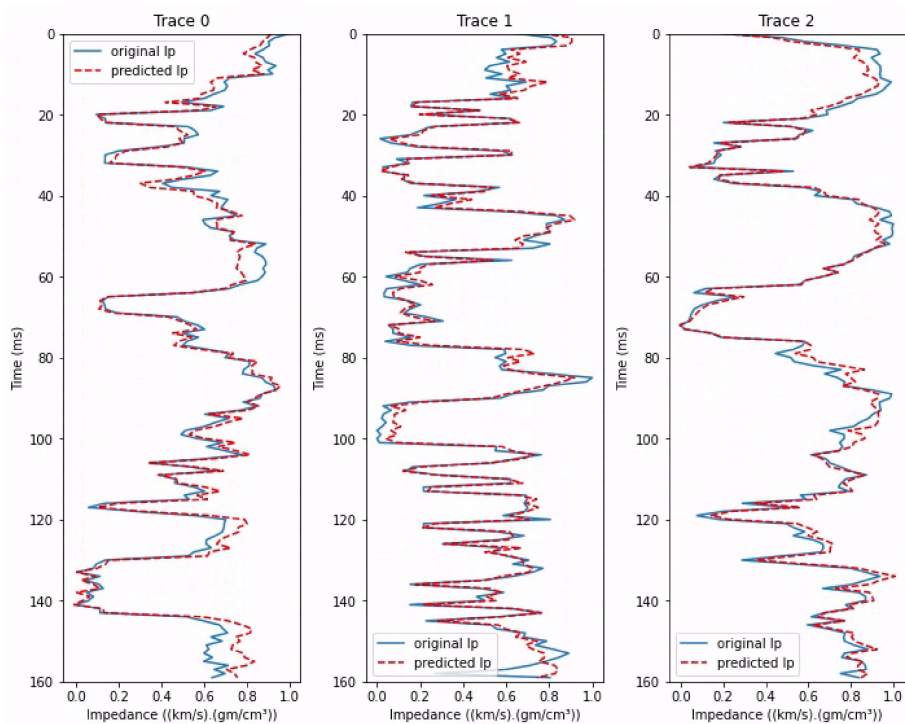 Trace 0
Trace 1
Trace 2
original Ip
predicted Ip
original Ip
predicted Ip
original Ip
predicted Ip
Time (ms)
Time (ms)
Time (ms)
0
20
40
60
80
100
120
140
160
0
20
40
60
80
100
120
140
160
0
20
40
60
80
100
120
140
160
0.0 0.2 0.4 0.6 0.8 1.0
0.0 0.2 0.4 0.6 0.8 1.0
0.0 0.2 0.4 0.6 0.8 1.0
Impedance ((km/s).(gm/cm³))
Impedance ((km/s).(gm/cm³))
Impedance ((km/s).(gm/cm³))